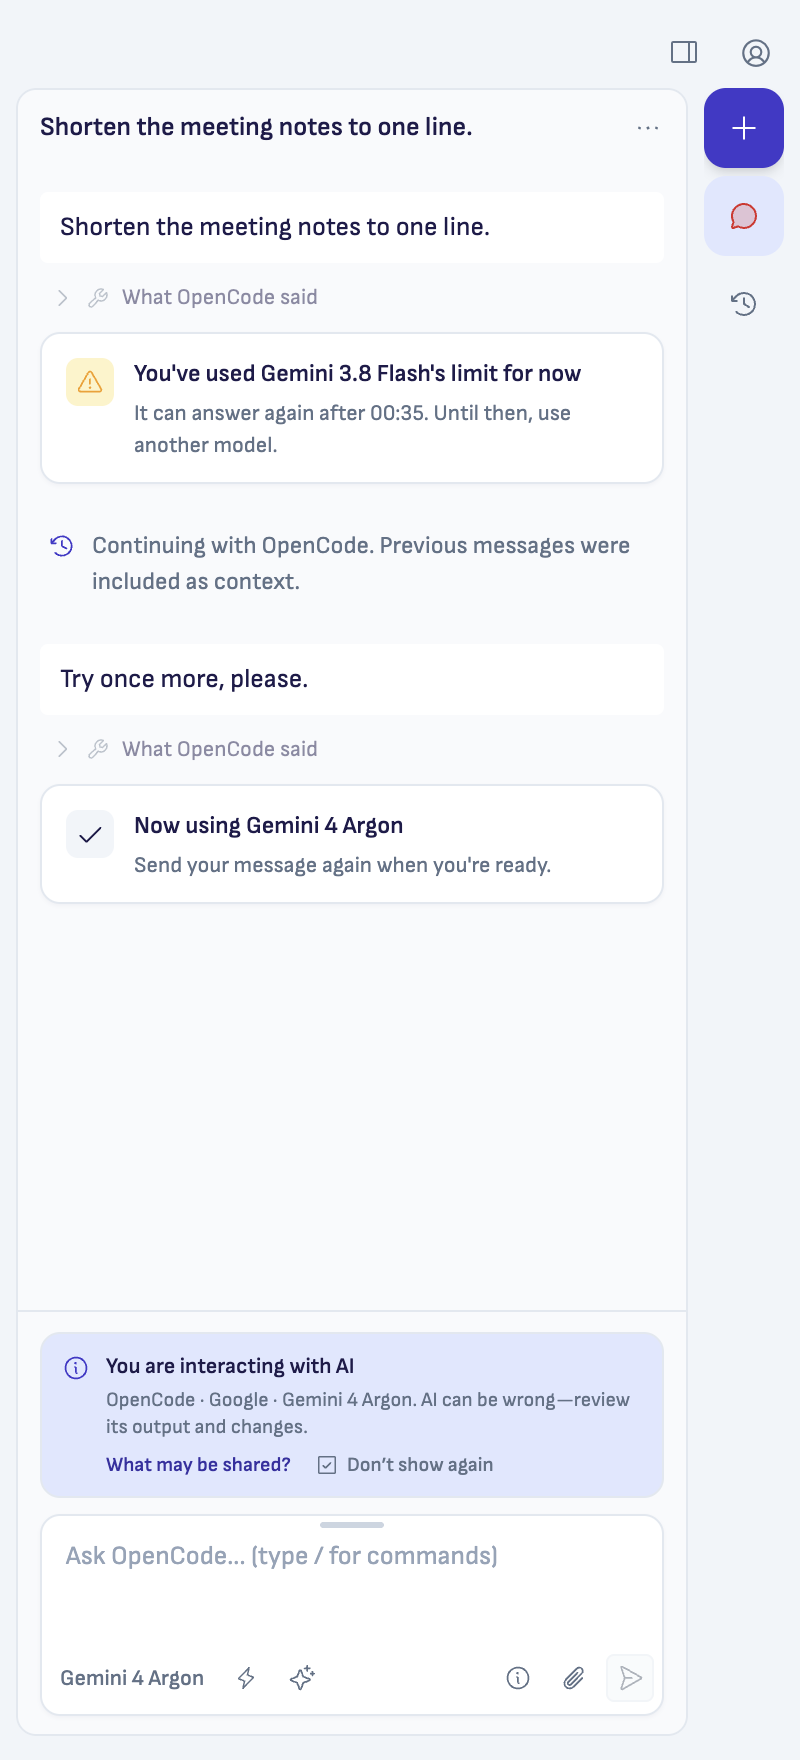 Shorten the meeting notes to one line.
Shorten the meeting notes to one line.
What OpenCode said
You've used Gemini 3.8 Flash's limit for now
It can answer again after 00:35. Until then, use
another model.
Continuing with OpenCode. Previous messages were
included as context.
Try once more, please.
What OpenCode said
Now using Gemini 4 Argon
Send your message again when you're ready.
You are interacting with AI
OpenCode · Google · Gemini 4 Argon. AI can be wrong—review
its output and changes.
What may be shared? Don’t show again
Ask OpenCode... (type / for commands)
Gemini 4 Argon